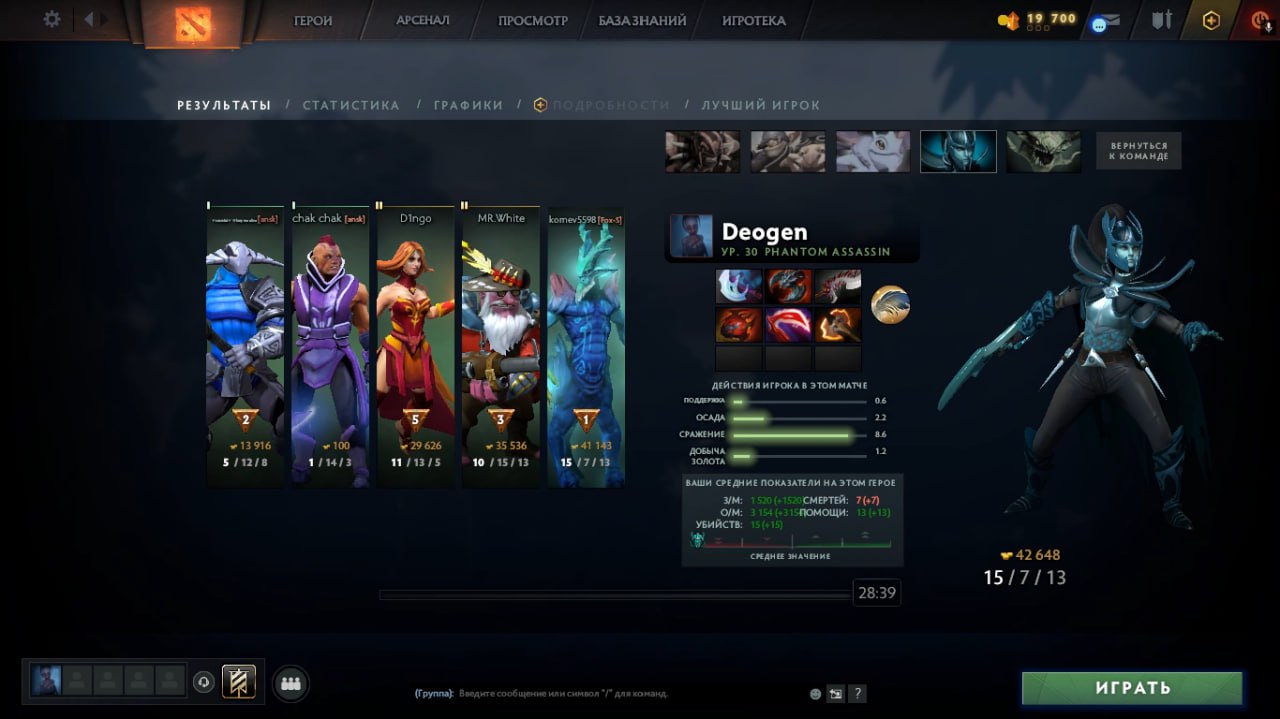 ГЕРОИ АРСЕНАЛ ПРОСМОТР БАЗА ЗНАНИЙ ИГРОТЕКА 19 700
РЕЗУЛЬТАТЫ / СТАТИСТИКА / ГРАФИКИ / ПОДРОБНОСТИ / ЛУЧШИЙ ИГРОК
ВЕРНУТЬСЯ
К КОМАНДЕ
[ansk] chak chak [ansk] D1ngo MR.White kornev5598 [Fox-S]
2 5 3 1
13 916 100 29 626 35 536 41 143
5 / 12 / 8 1 / 14 / 3 11 / 13 / 5 10 / 15 / 13 15 / 7 / 13
Deogen
УР. 30 PHANTOM ASSASSIN
ДЕЙСТВИЯ ИГРОКА В ЭТОМ МАТЧЕ
ПОДДЕРЖКА 0.6
ОСАДА 2.2
СРАЖЕНИЕ 8.6
ДОБЫЧА
ЗОЛОТА 1.2
ВАШИ СРЕДНИЕ ПОКАЗАТЕЛИ НА ЭТОМ ГЕРОЕ
З/М: 1 520 (+1520) СМЕРТЕЙ: 7 (+7)
О/М: 3 154 (+3154) ПОМОЩИ: 13 (+13)
УБИЙСТВ: 15 (+15)
СРЕДНЕЕ ЗНАЧЕНИЕ
42 648
15 / 7 / 13
28:39
(Группа): Введите сообщение или символ "/" для команд.
?
ИГРАТЬ